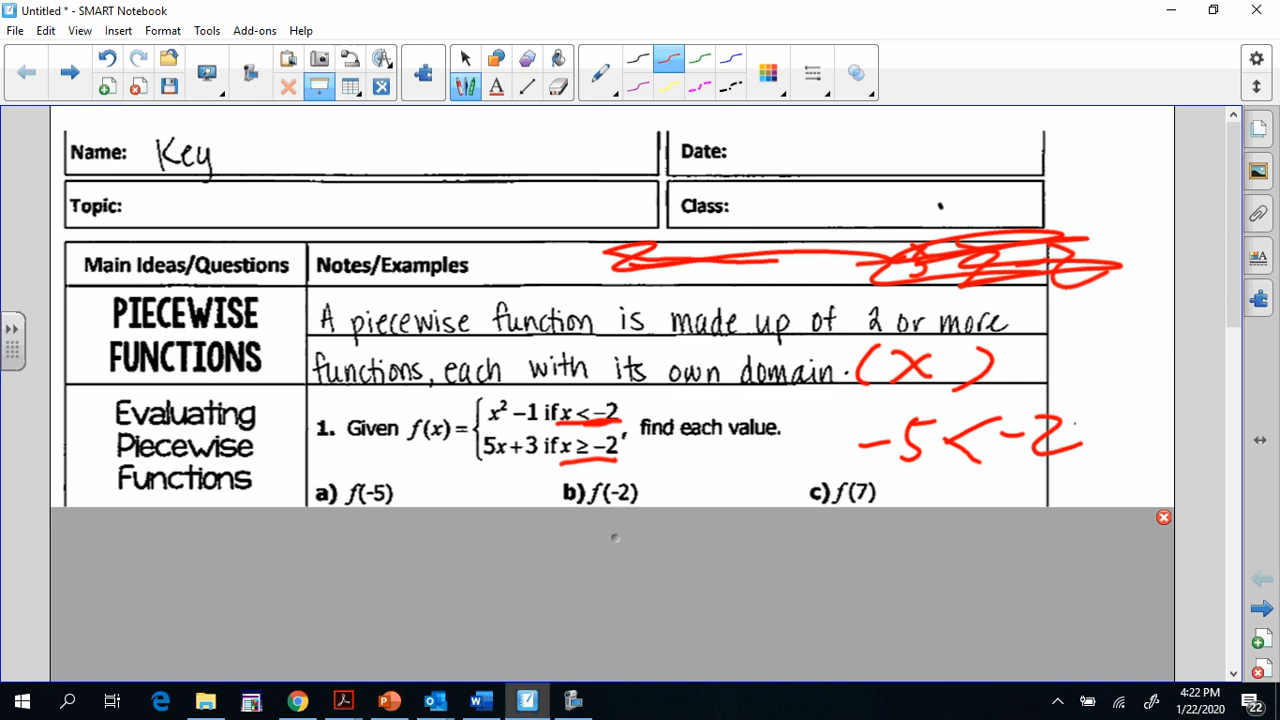 Untitled * - SMART Notebook
File Edit View Insert Format Tools Add-ons Help
Name: Key
Date:
Topic:
Class:
Main Ideas/Questions
Notes/Examples
PIECEWISE
FUNCTIONS
A piecewise function is made up of 2 or more
functions, each with its own domain. (x)
Evaluating
Piecewise
Functions
1. Given f(x) = { x² −1 if x < −2
5x+3 if x ≥ −2 , find each value.
−5 < −2
a) f(-5) b) f(-2) c) f(7)
4:22 PM
1/22/2020
22